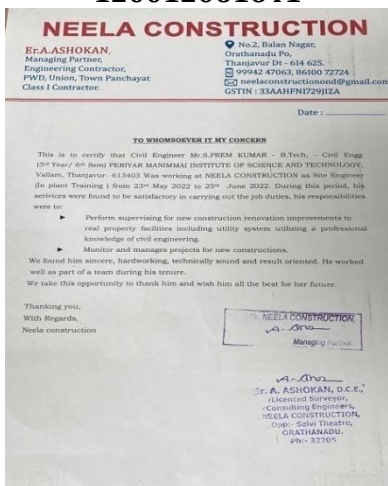 NEELA CONSTRUCTION
Er.A.ASHOKAN,
Managing Partner,
Engineering Contractor,
PWD, Union, Town Panchayat
Class I Contractor.
No.2, Balan Nagar,
Orathanadu Po,
Thanjavur Dt - 614 625.
99942 47063, 86100 72724
neelaconstructionond@gmail.com
GSTIN : 33AAHFN1729JIZA
Date :
TO WHOMSOEVER IT MY CONCERN
This is to certify that Civil Engineer Mr.S.PREM KUMAR - B.Tech, - Civil Engg
(3rd Year/ 6th Sem) PERIYAR MANIMMAI INSTITUTE OF SCIENCE AND TECHNOLOGY,
Vallam, Thanjavur- 613403 Was working at NEELA CONSTRUCTION as Site Engineer
(In plant Training ) from 23rd May 2022 to 25th June 2022. During this period, his
services were found to be satisfactory in carrying out the job duties, his responsibilities
were to:
► Perform supervising for new construction renovation improvements to
real property facilities including utility system utilizing a professional
knowledge of civil engineering.
► Monitor and manages projects for new constructions.
We found him sincere, hardworking, technically sound and result oriented. He worked
well as part of a team during his tenure.
We take this opportunity to thank him and wish him all the best for her future.
Thanking you,
With Regards,
Neela construction
NEELA CONSTRUCTION,
Managing Partner
Er. A. ASHOKAN, D.C.E.,
Licenced Surveyor,
Consulting Engineers,
NEELA CONSTRUCTION,
Opp:- Selvi Theatre,
ORATHANADU.
Ph:- 32205